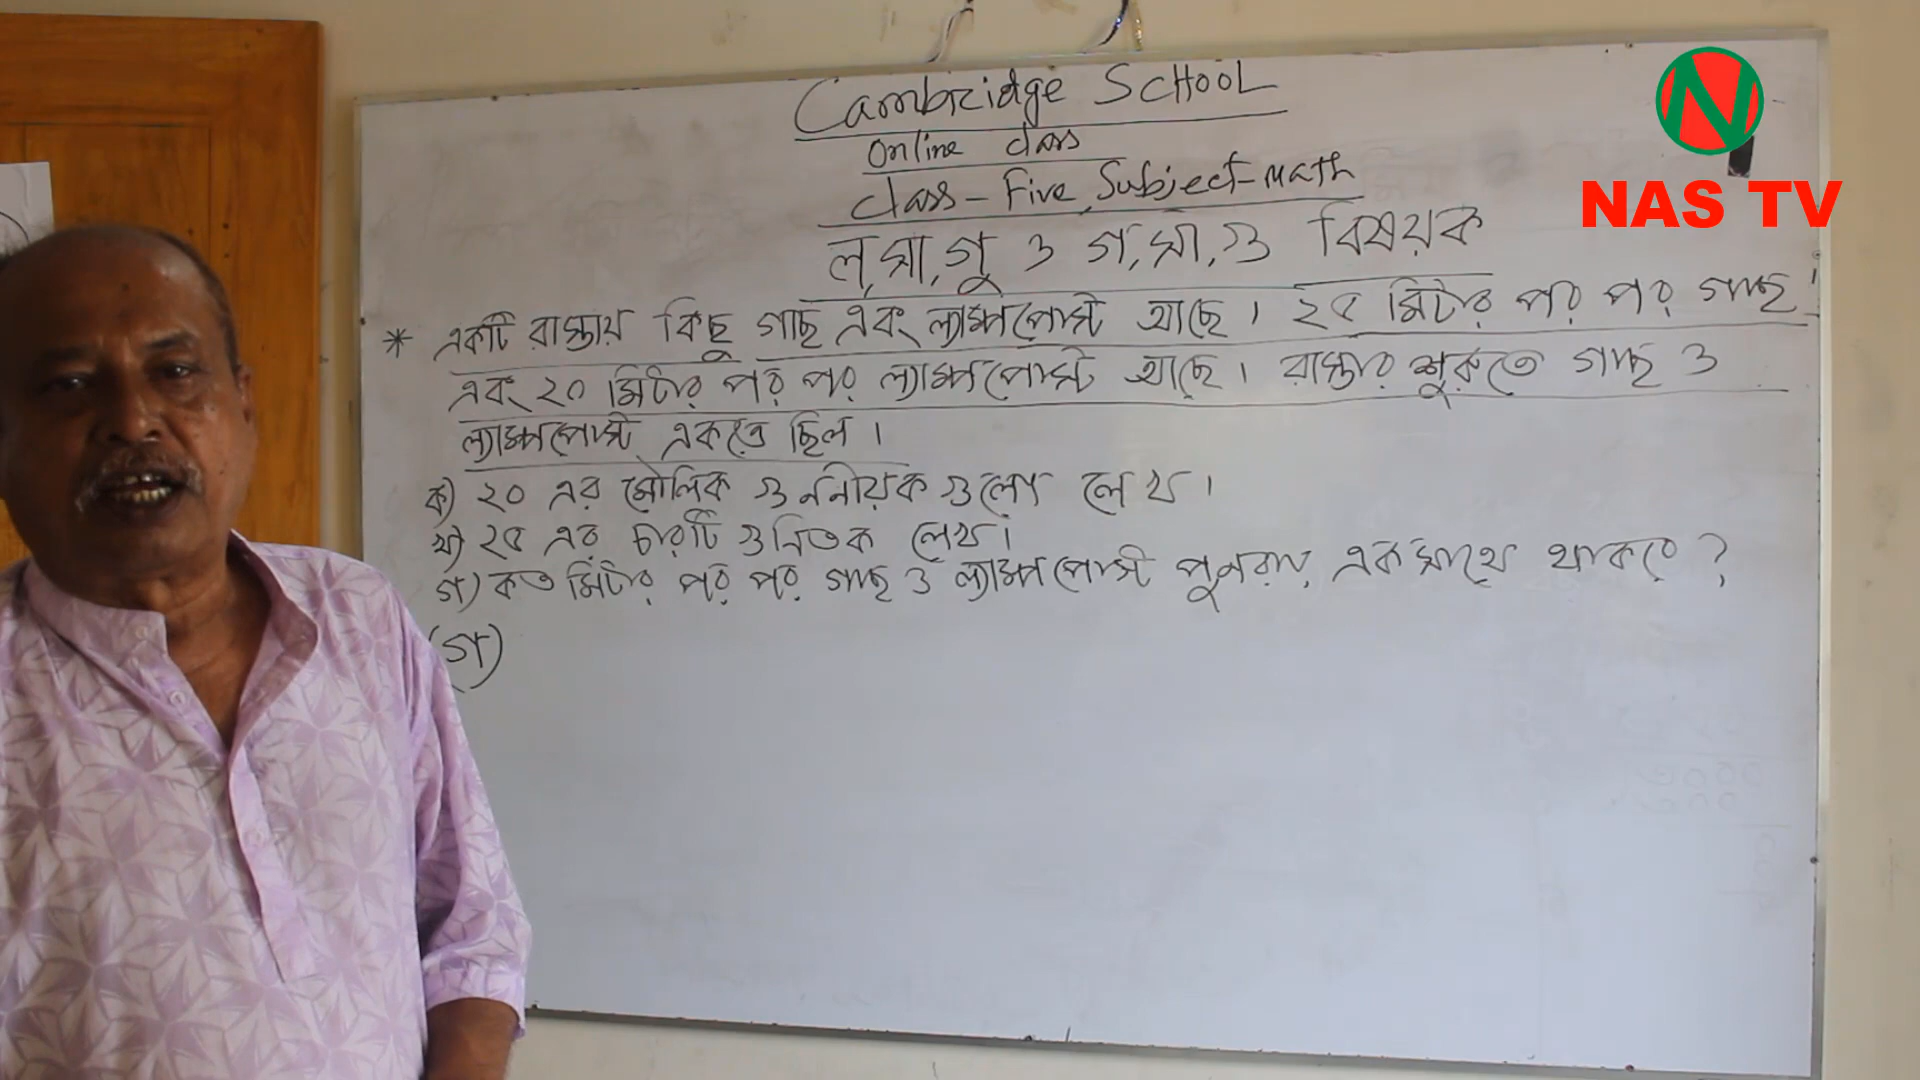 Cambridge SCHOOL
Online class
Class - Five, Subject - math
ল,সা,গু ও গ,সা,গু বিষয়ক
* একটি রাস্তায় কিছু গাছ এবং ল্যাম্পপোস্ট আছে। ২৫ মিটার পর পর গাছ
এবং ২০ মিটার পর পর ল্যাম্পপোস্ট আছে। রাস্তার শুরুতে গাছ ও
ল্যাম্পপোস্ট একত্রে ছিল।
ক) ২০ এর মৌলিক গুননীয়ক গুলো লেখ।
খ) ২৫ এর চারটি গুনিতক লেখ।
গ) কত মিটার পর পর গাছ ও ল্যাম্পপোস্ট পুনরায় একসাথে থাকবে?
(গ)
N
NAS TV